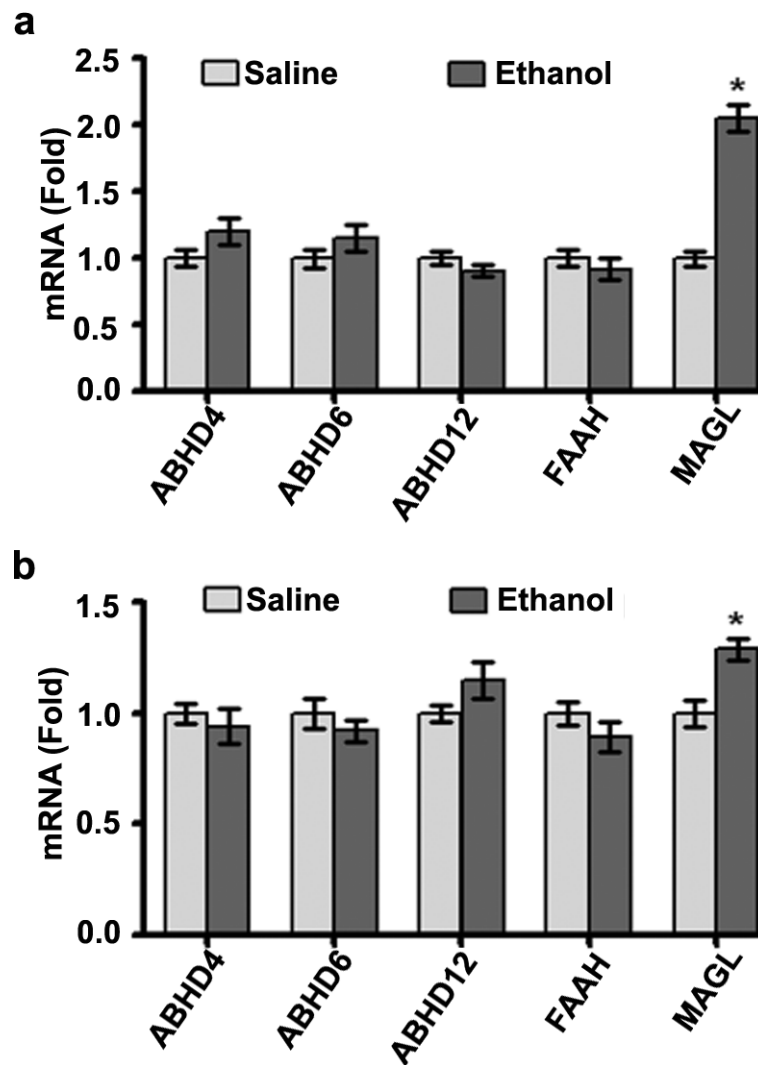 a
Saline Ethanol
mRNA (Fold)
2.5
2.0
1.5
1.0
0.5
0.0
*
ABHD4 ABHD6 ABHD12 FAAH MAGL
b
Saline Ethanol
mRNA (Fold)
1.5
1.0
0.5
0.0
*
ABHD4 ABHD6 ABHD12 FAAH MAGL